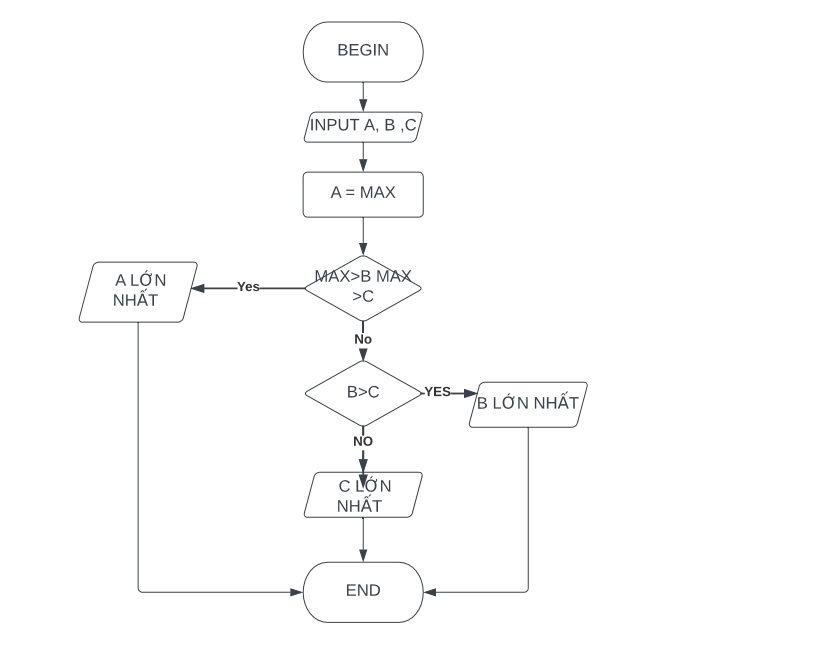 BEGIN
INPUT A, B ,C
A = MAX
MAX>B MAX
>C
Yes
A LỚN
NHẤT
No
B>C
YES
B LỚN NHẤT
NO
C LỚN
NHẤT
END